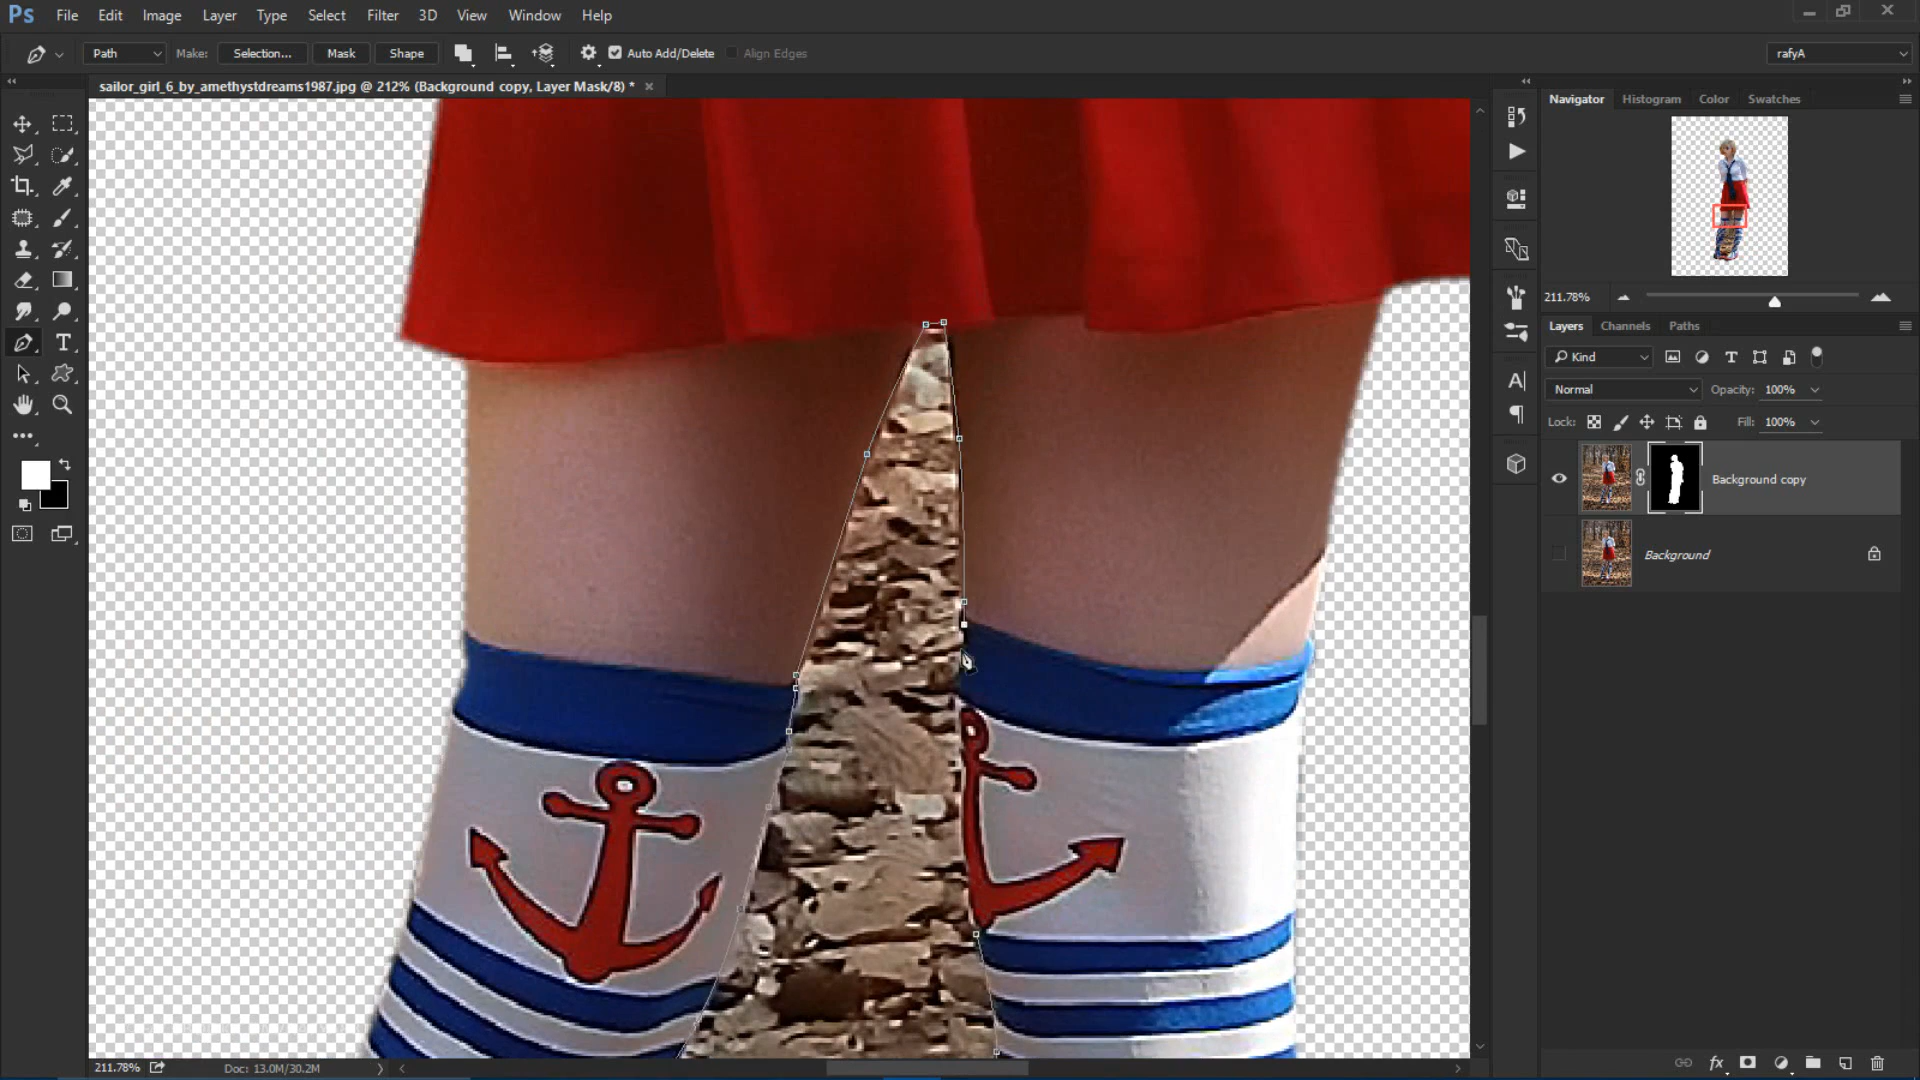 Ps File Edit Image Layer Type Select Filter 3D View Window Help
Path Make: Selection... Mask Shape Auto Add/Delete Align Edges rafyA
sailor_girl_6_by_amethystdreams1987.jpg @ 212% (Background copy, Layer Mask/8) *
Navigator Histogram Color Swatches
211.78%
Layers Channels Paths
Kind
Normal Opacity: 100%
Lock: Fill: 100%
Background copy
Background
211.78% Doc: 13.0M/30.2M